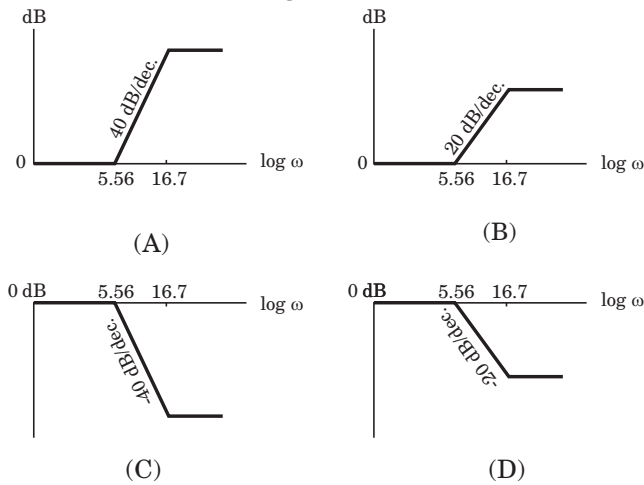 dB
dB
40 dB/dec.
20 dB/dec.
0
log ω
0
log ω
5.56
16.7
5.56
16.7
(A)
(B)
0 dB
5.56
16.7
log ω
0 dB
5.56
16.7
log ω
-40 dB/dec.
-20 dB/dec.
(C)
(D)